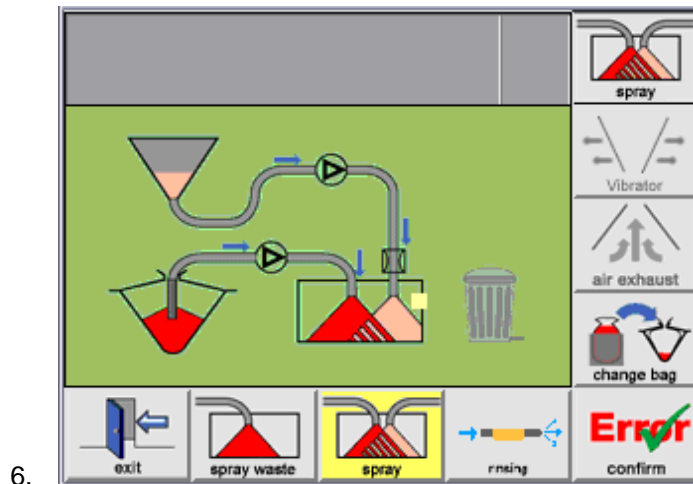 spray
Vibrator
air exhaust
change bag
Error
confirm
exit
spray waste
spray
rinsing
6.